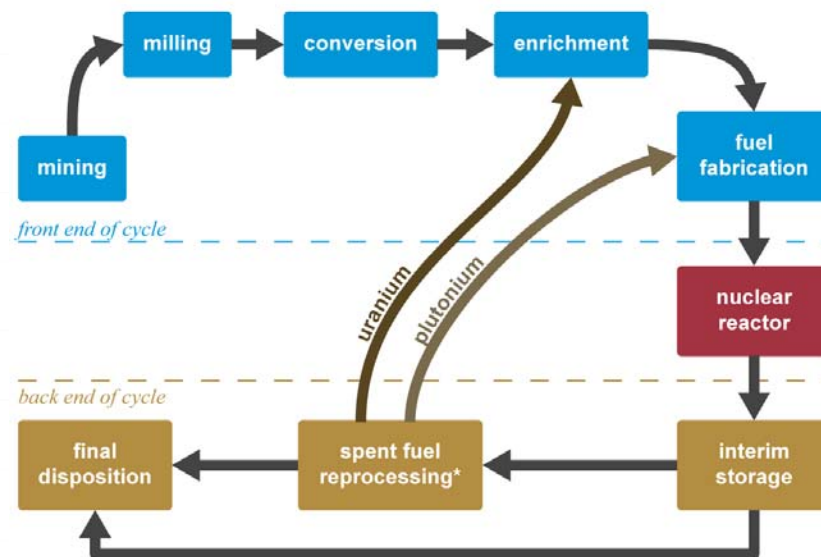 milling
conversion
enrichment
mining
fuel
fabrication
front end of cycle
uranium
plutonium
nuclear
reactor
back end of cycle
final
disposition
spent fuel
reprocessing*
interim
storage